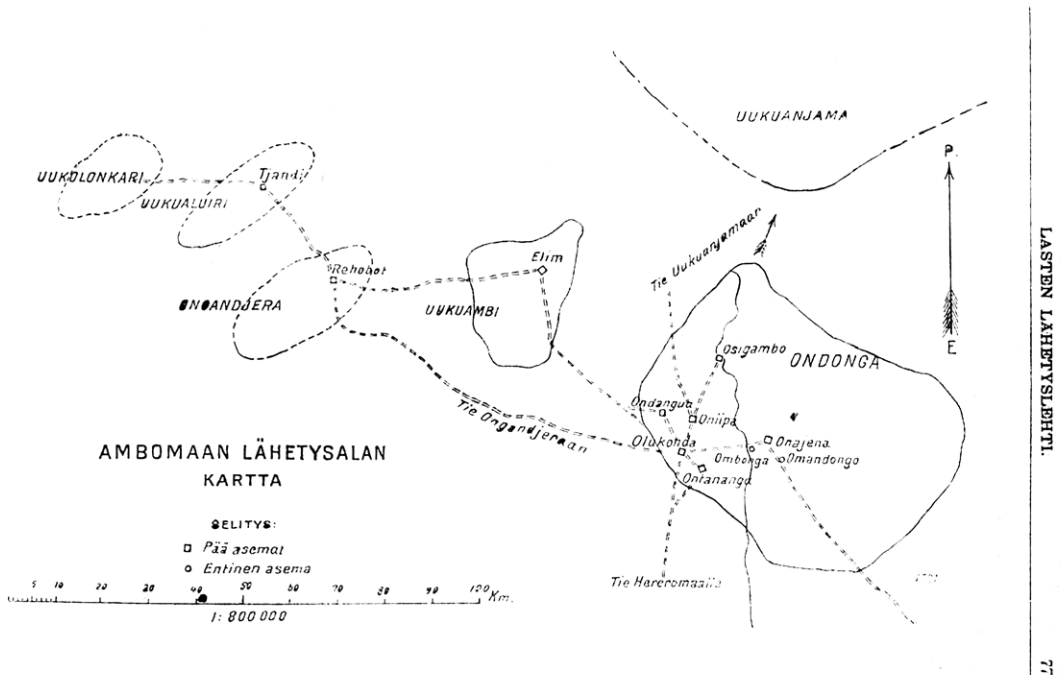 UUKUANJAMA
P.
UUKOLONKARI
Tjandi
UUKUALUIRI
Tie Uukuanjamaan
Elim
Rehobot
UUKUAMBI
E
Osigambo
ONDONGA
Ondangua
Oniipa
Tie Ongandjeraan
Olukonda
Onajena
Ombonga
Omandongo
Ontananga
AMBOMAAN LÄHETYSALAN
KARTTA
SELITYS:
Pää asemat
Entinen asema
Tie Hereromaalla
5 10 20 30 40 50 60 70 80 90 100 Km.
1: 800 000
LASTEN LÄHETYSLEHTI.
77